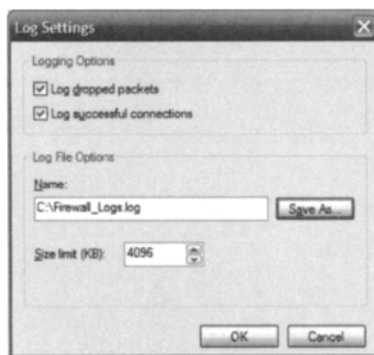 Log Settings
Logging Options
Log dropped packets
Log successful connections
Log File Options
Name:
C:\Firewall_Logs.log
Save As...
Size limit (KB):
4096
OK
Cancel